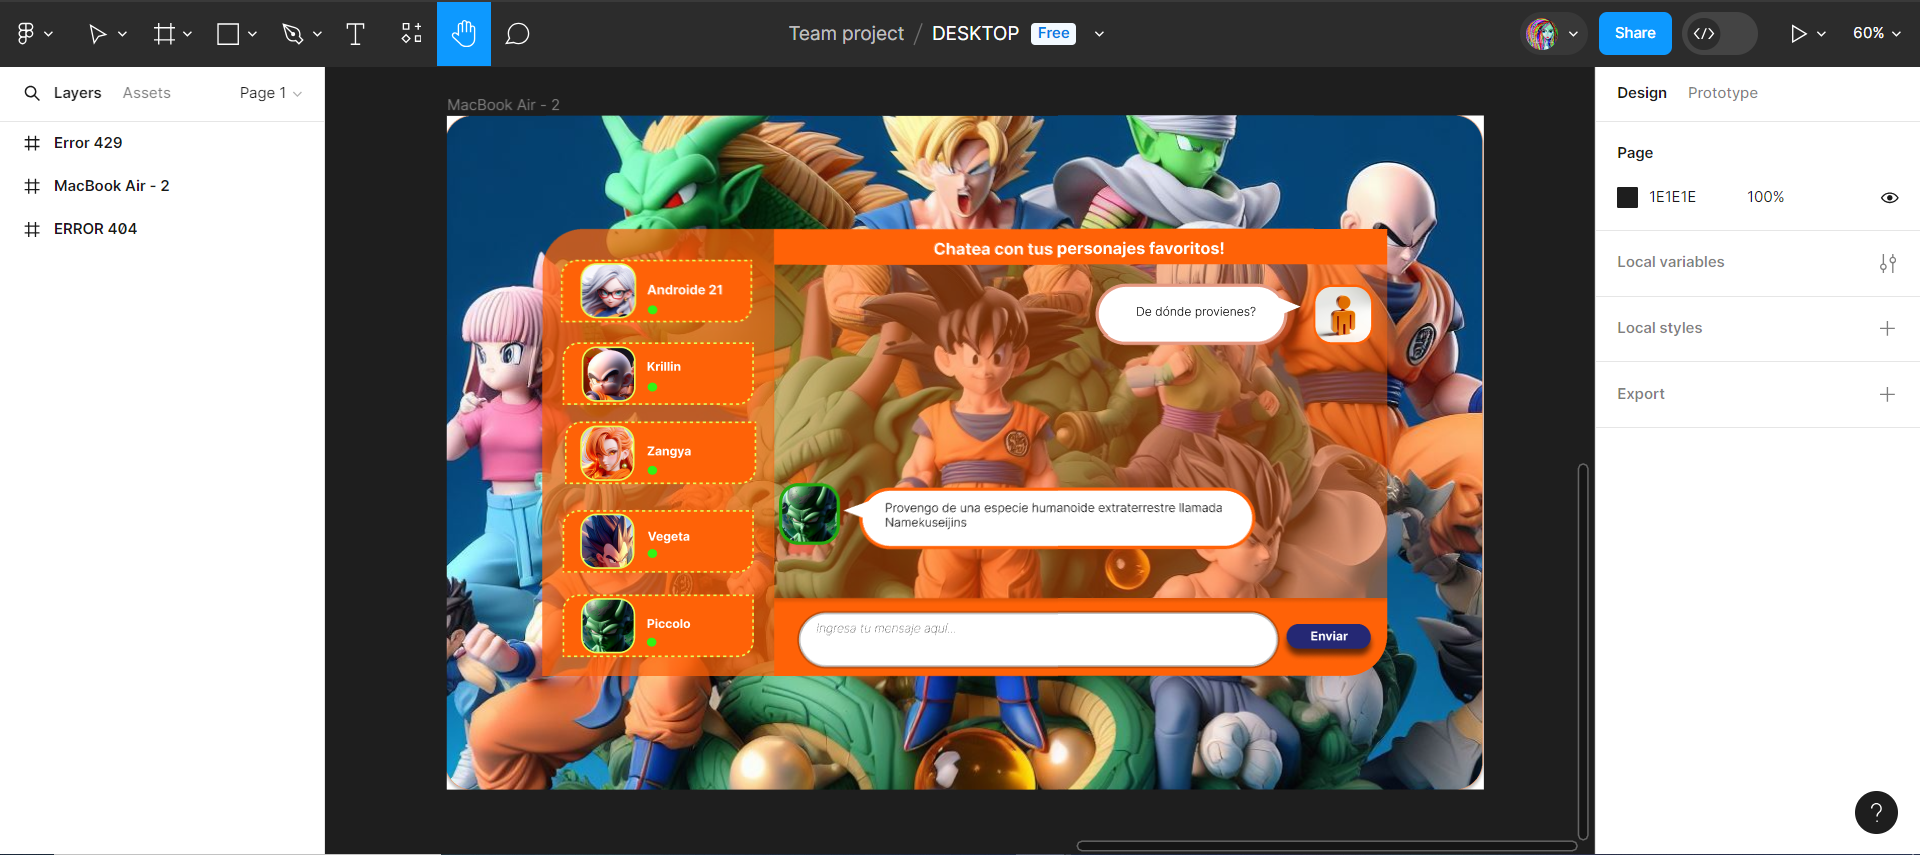 Team project / DESKTOP Free
Share
60%
Layers
Assets
Page 1
Error 429
MacBook Air - 2
ERROR 404
MacBook Air - 2
Chatea con tus personajes favoritos!
Androide 21
Krillin
Zangya
Vegeta
Piccolo
De dónde provienes?
Provengo de una especie humanoide extraterrestre llamada
Namekuseijins
Ingresa tu mensaje aquí...
Enviar
Design
Prototype
Page
1E1E1E
100%
Local variables
Local styles
Export
?